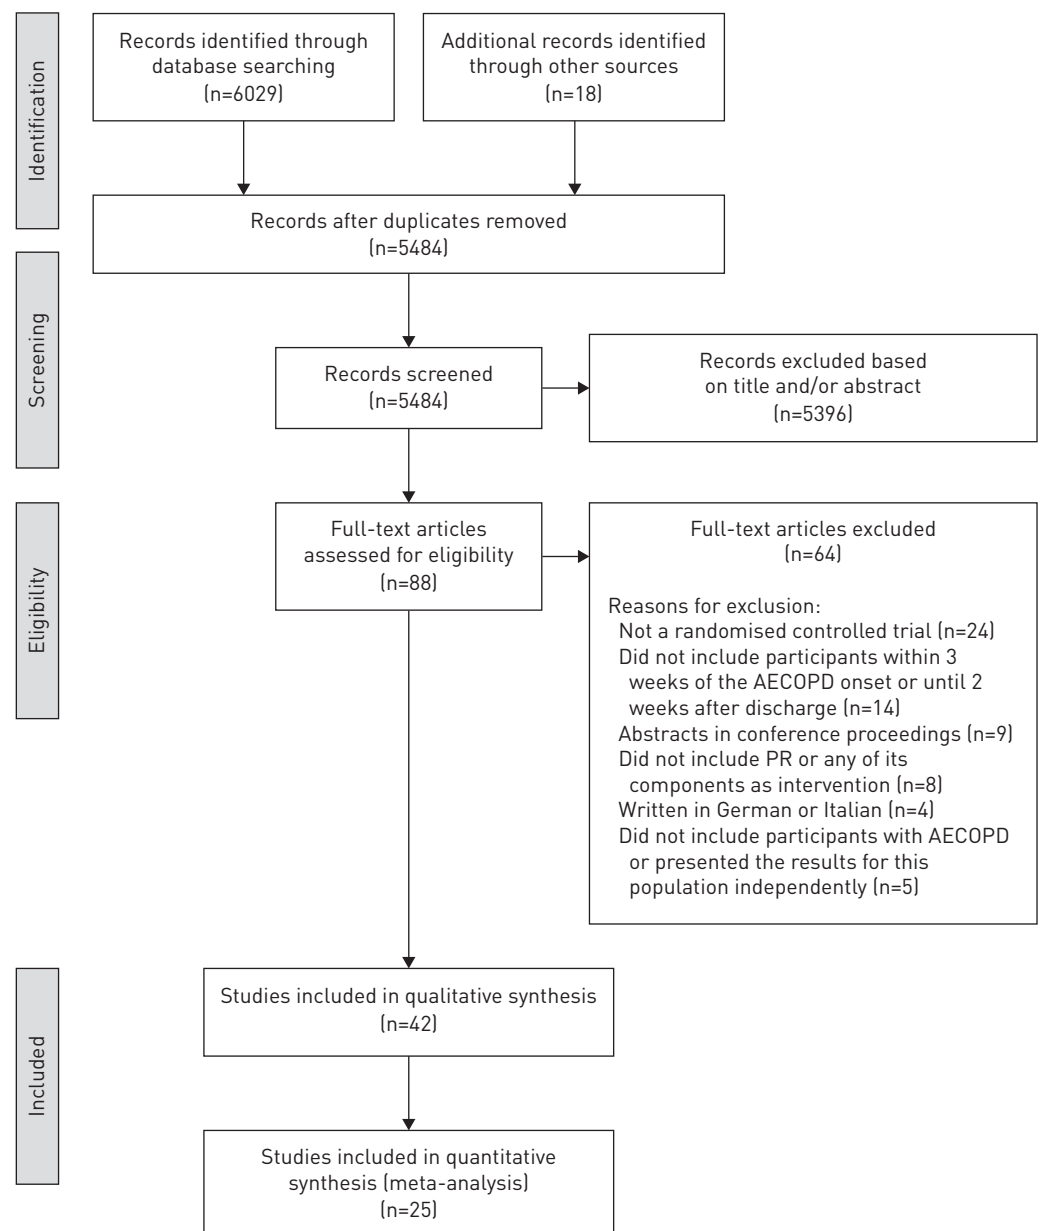 Identification
Records identified through
database searching
(n=6029)
Additional records identified
through other sources
(n=18)
Records after duplicates removed
(n=5484)
Screening
Records screened
(n=5484)
Records excluded based
on title and/or abstract
(n=5396)
Eligibility
Full-text articles
assessed for eligibility
(n=88)
Full-text articles excluded
(n=64)
Reasons for exclusion:
Not a randomised controlled trial (n=24)
Did not include participants within 3
weeks of the AECOPD onset or until 2
weeks after discharge (n=14)
Abstracts in conference proceedings (n=9)
Did not include PR or any of its
components as intervention (n=8)
Written in German or Italian (n=4)
Did not include participants with AECOPD
or presented the results for this
population independently (n=5)
Included
Studies included in qualitative synthesis
(n=42)
Studies included in quantitative
synthesis (meta-analysis)
(n=25)